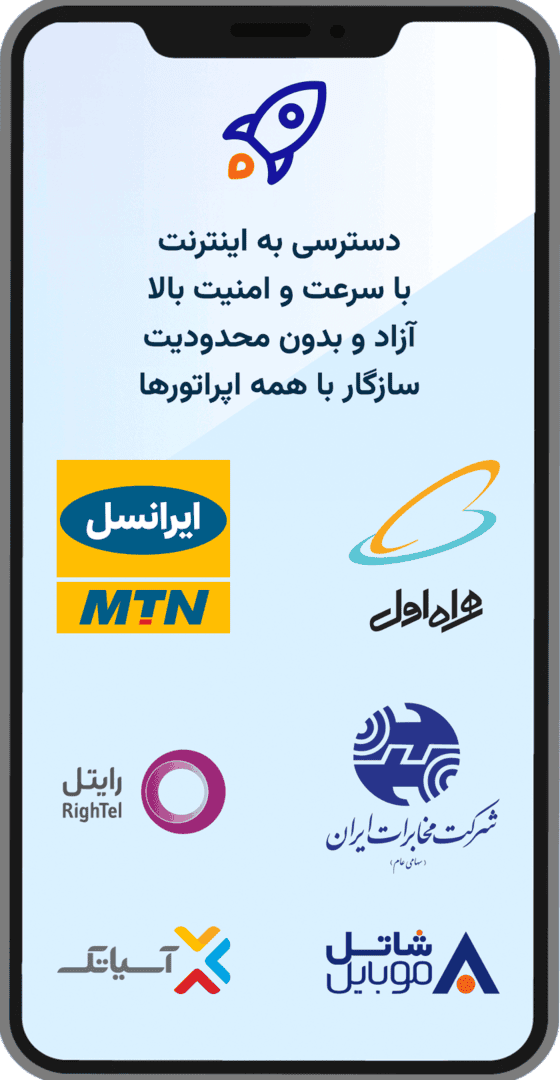 دسترسی به اینترنت
با سرعت و امنیت بالا
آزاد و بدون محدودیت
سازگار با همه اپراتورها
همراه اول
ایرانسل
MTN
شرکت مخابرات ایران
(سهامی عام)
رایتل
RighTel
شاتل
موبایل
آسیاتک